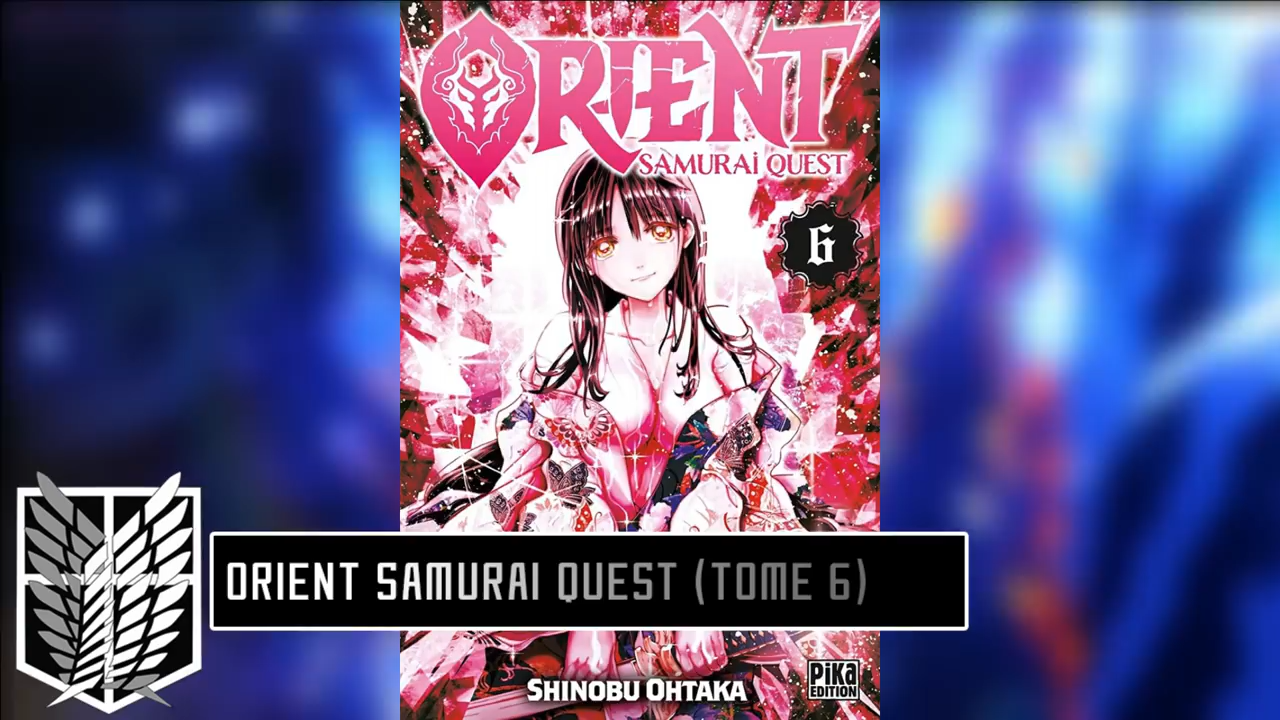 ORIENT
SAMURAI QUEST
6
ORIENT SAMURAI QUEST (TOME 6)
SHINOBU OHTAKA
PiKa
EDITION